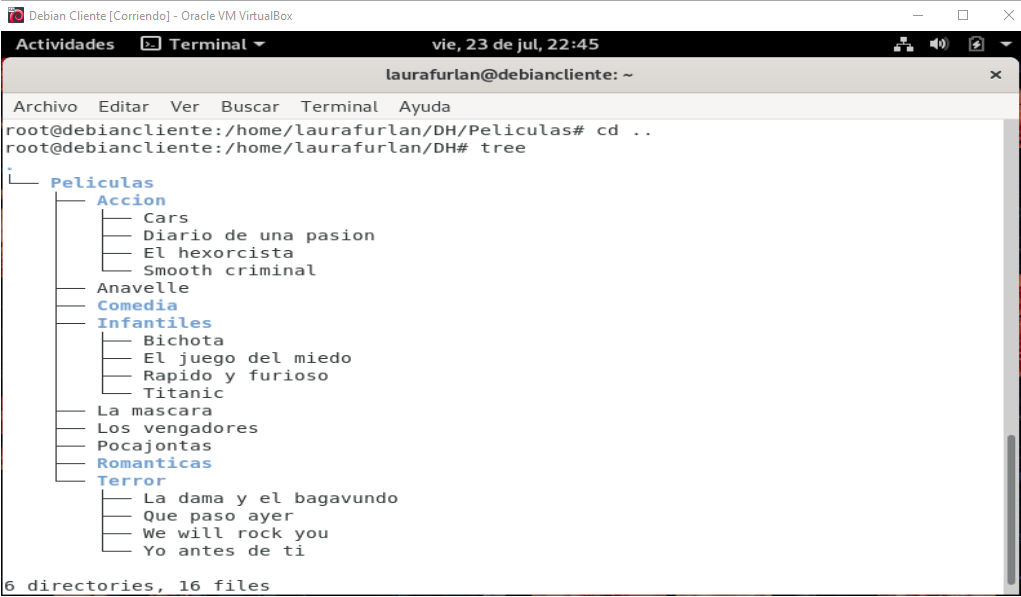 Debian Cliente [Corriendo] - Oracle VM VirtualBox
Actividades Terminal vie, 23 de jul, 22:45
laurafurlan@debiancliente: ~
Archivo Editar Ver Buscar Terminal Ayuda
root@debiancliente:/home/laurafurlan/DH/Peliculas# cd ..
root@debiancliente:/home/laurafurlan/DH# tree
.
└── Peliculas
    ├── Accion
    │   ├── Cars
    │   ├── Diario de una pasion
    │   ├── El hexorcista
    │   └── Smooth criminal
    ├── Anavelle
    ├── Comedia
    ├── Infantiles
    │   ├── Bichota
    │   ├── El juego del miedo
    │   ├── Rapido y furioso
    │   └── Titanic
    ├── La mascara
    ├── Los vengadores
    ├── Pocajontas
    ├── Romanticas
    └── Terror
        ├── La dama y el bagavundo
        ├── Que paso ayer
        ├── We will rock you
        └── Yo antes de ti
6 directories, 16 files